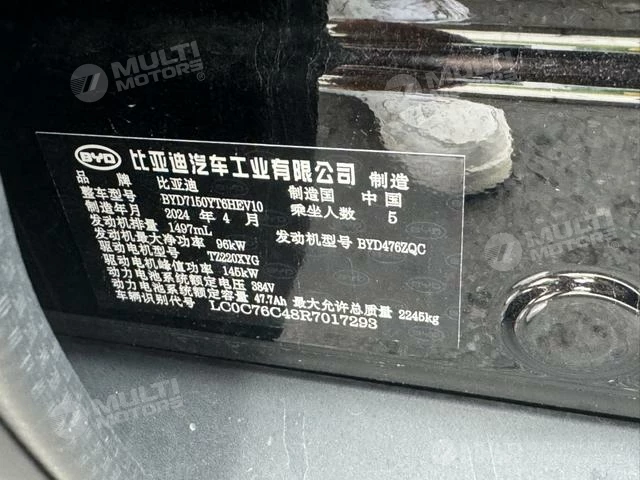 MULTI MOTORS
MULTI MOTORS
BYD 比亚迪汽车工业有限公司 制造
品牌 比亚迪 制造国 中国
整车型号 BYD7150YT6HEV10 乘坐人数 5
制造年月 2024 年 4 月
发动机排量 1497mL 发动机型号 BYD476ZQC
发动机最大净功率 96kW
驱动电机型号 TZ220XYG
驱动电机峰值功率 145kW
动力电池系统额定电压 384V
动力电池系统额定容量 47.7Ah 最大允许总质量 2245kg
车辆识别代号 LC0C76C48R7017293
MULTI MOTORS
MULTI MOTORS